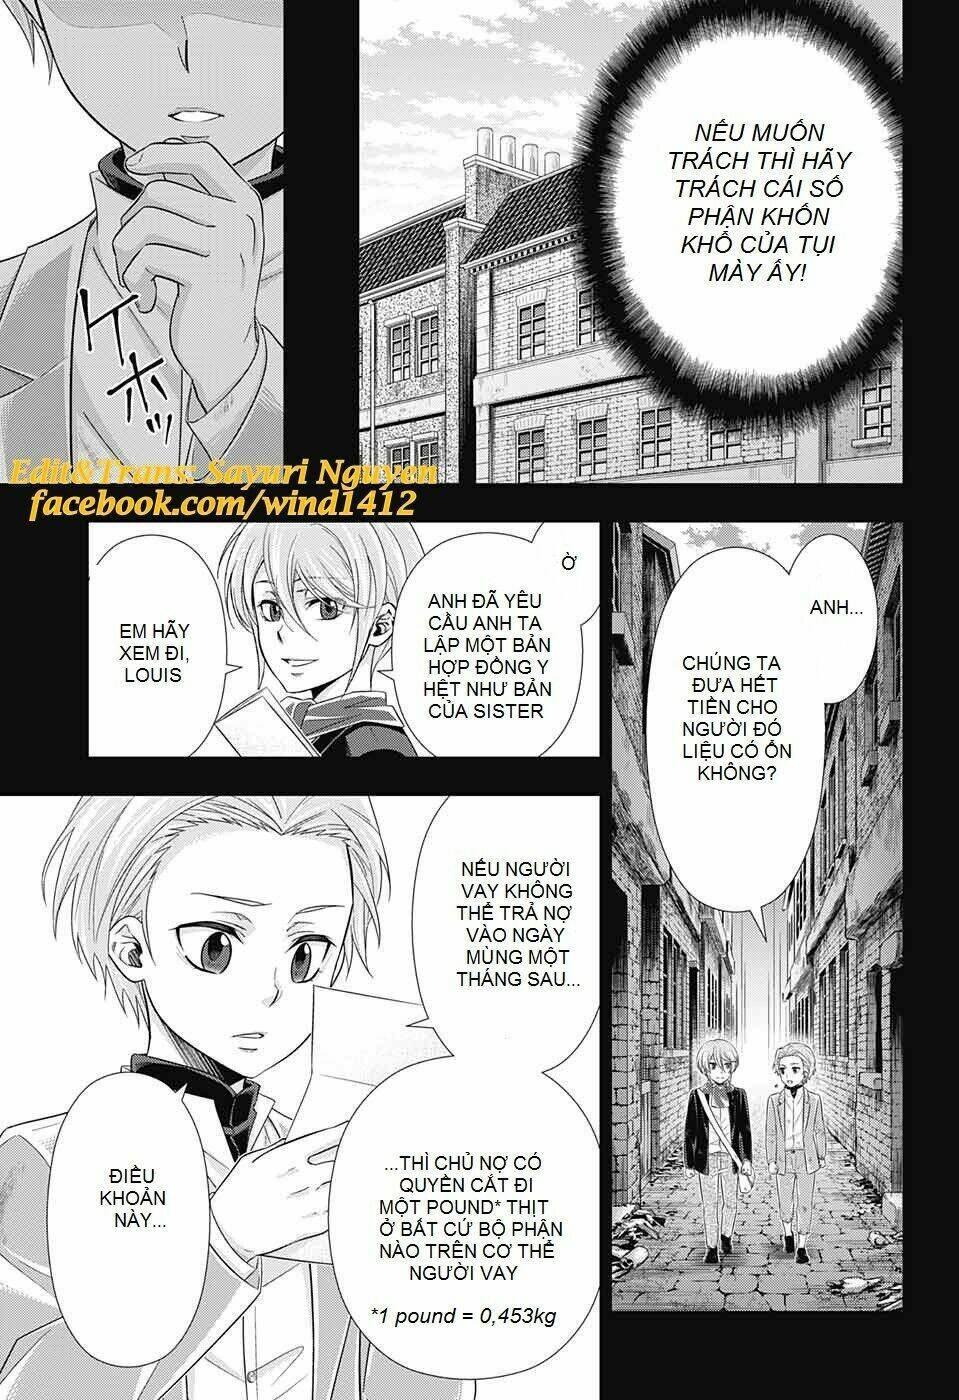 NẾU MUỐN
TRÁCH THÌ HÃY
TRÁCH CÁI SỐ
PHẬN KHỐN
KHỔ CỦA TỤI
MÀY ẤY!
ケホッ
Edit&Trans: Sayuri Nguyen
facebook.com/wind1412
ANH...
CHÚNG TA
ĐƯA HẾT
TIỀN CHO
NGƯỜI ĐÓ
LIỆU CÓ ỔN
KHÔNG?
Ờ
ANH ĐÃ YÊU
CẦU ANH TA
LẬP MỘT BẢN
HỢP ĐỒNG Y
HỆT NHƯ BẢN
CỦA SISTER
EM HÃY
XEM ĐI,
LOUIS
NẾU NGƯỜI
VAY KHÔNG
THỂ TRẢ NỢ
VÀO NGÀY
MÙNG MỘT
THÁNG SAU...
...THÌ CHỦ NỢ CÓ
QUYỀN CẮT ĐI
MỘT POUND* THỊT
Ở BẤT CỨ BỘ PHẬN
NÀO TRÊN CƠ THỂ
NGƯỜI VAY
*1 pound = 0,453kg
ĐIỀU
KHOẢN
NÀY...